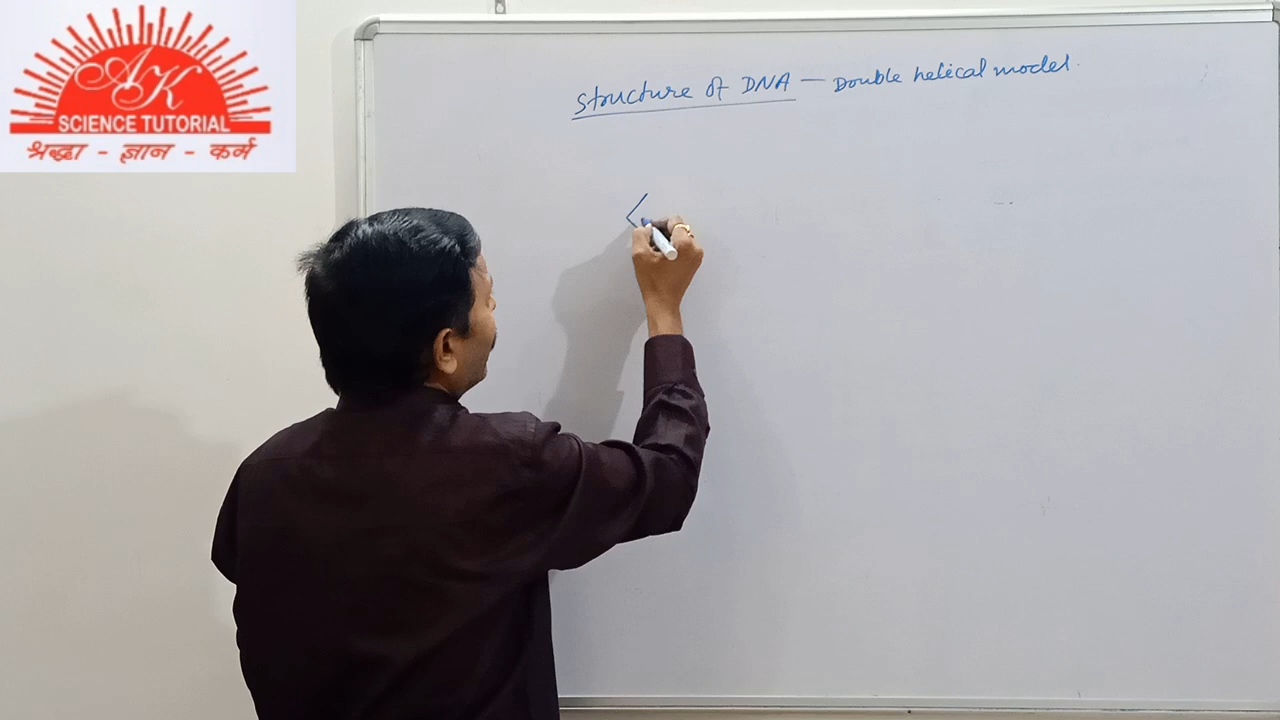 AK
SCIENCE TUTORIAL
श्रद्धा - ज्ञान - कर्म
Structure of DNA — Double helical model.